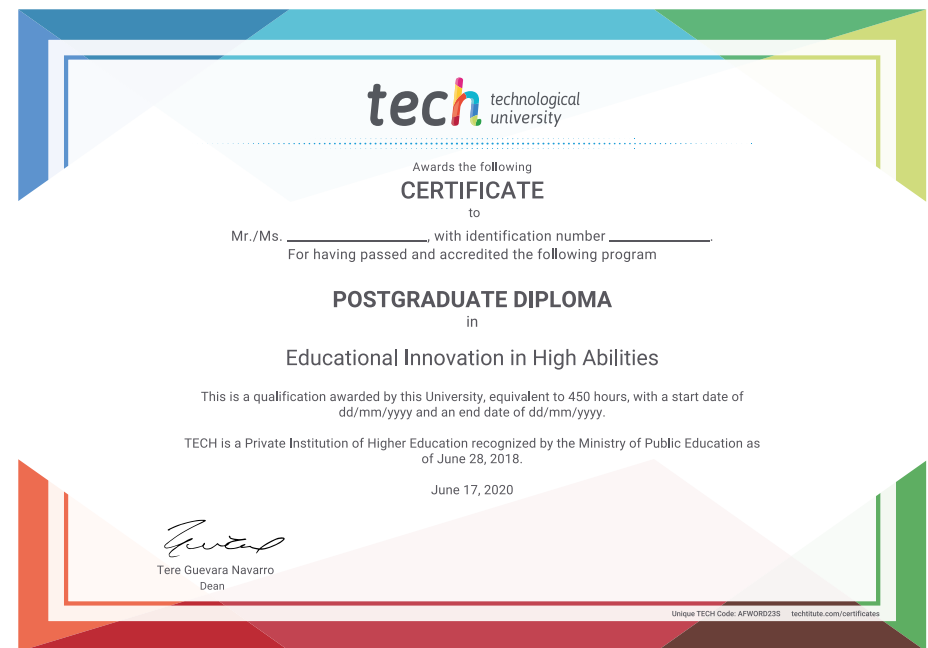 tech technological
university
Awards the following
CERTIFICATE
to
Mr./Ms. ____________________, with identification number ______________.
For having passed and accredited the following program
POSTGRADUATE DIPLOMA
in
Educational Innovation in High Abilities
This is a qualification awarded by this University, equivalent to 450 hours, with a start date of
dd/mm/yyyy and an end date of dd/mm/yyyy.
TECH is a Private Institution of Higher Education recognized by the Ministry of Public Education as
of June 28, 2018.
June 17, 2020
Tere Guevara Navarro
Dean
Unique TECH Code: AFWORD23S techtitute.com/certificates